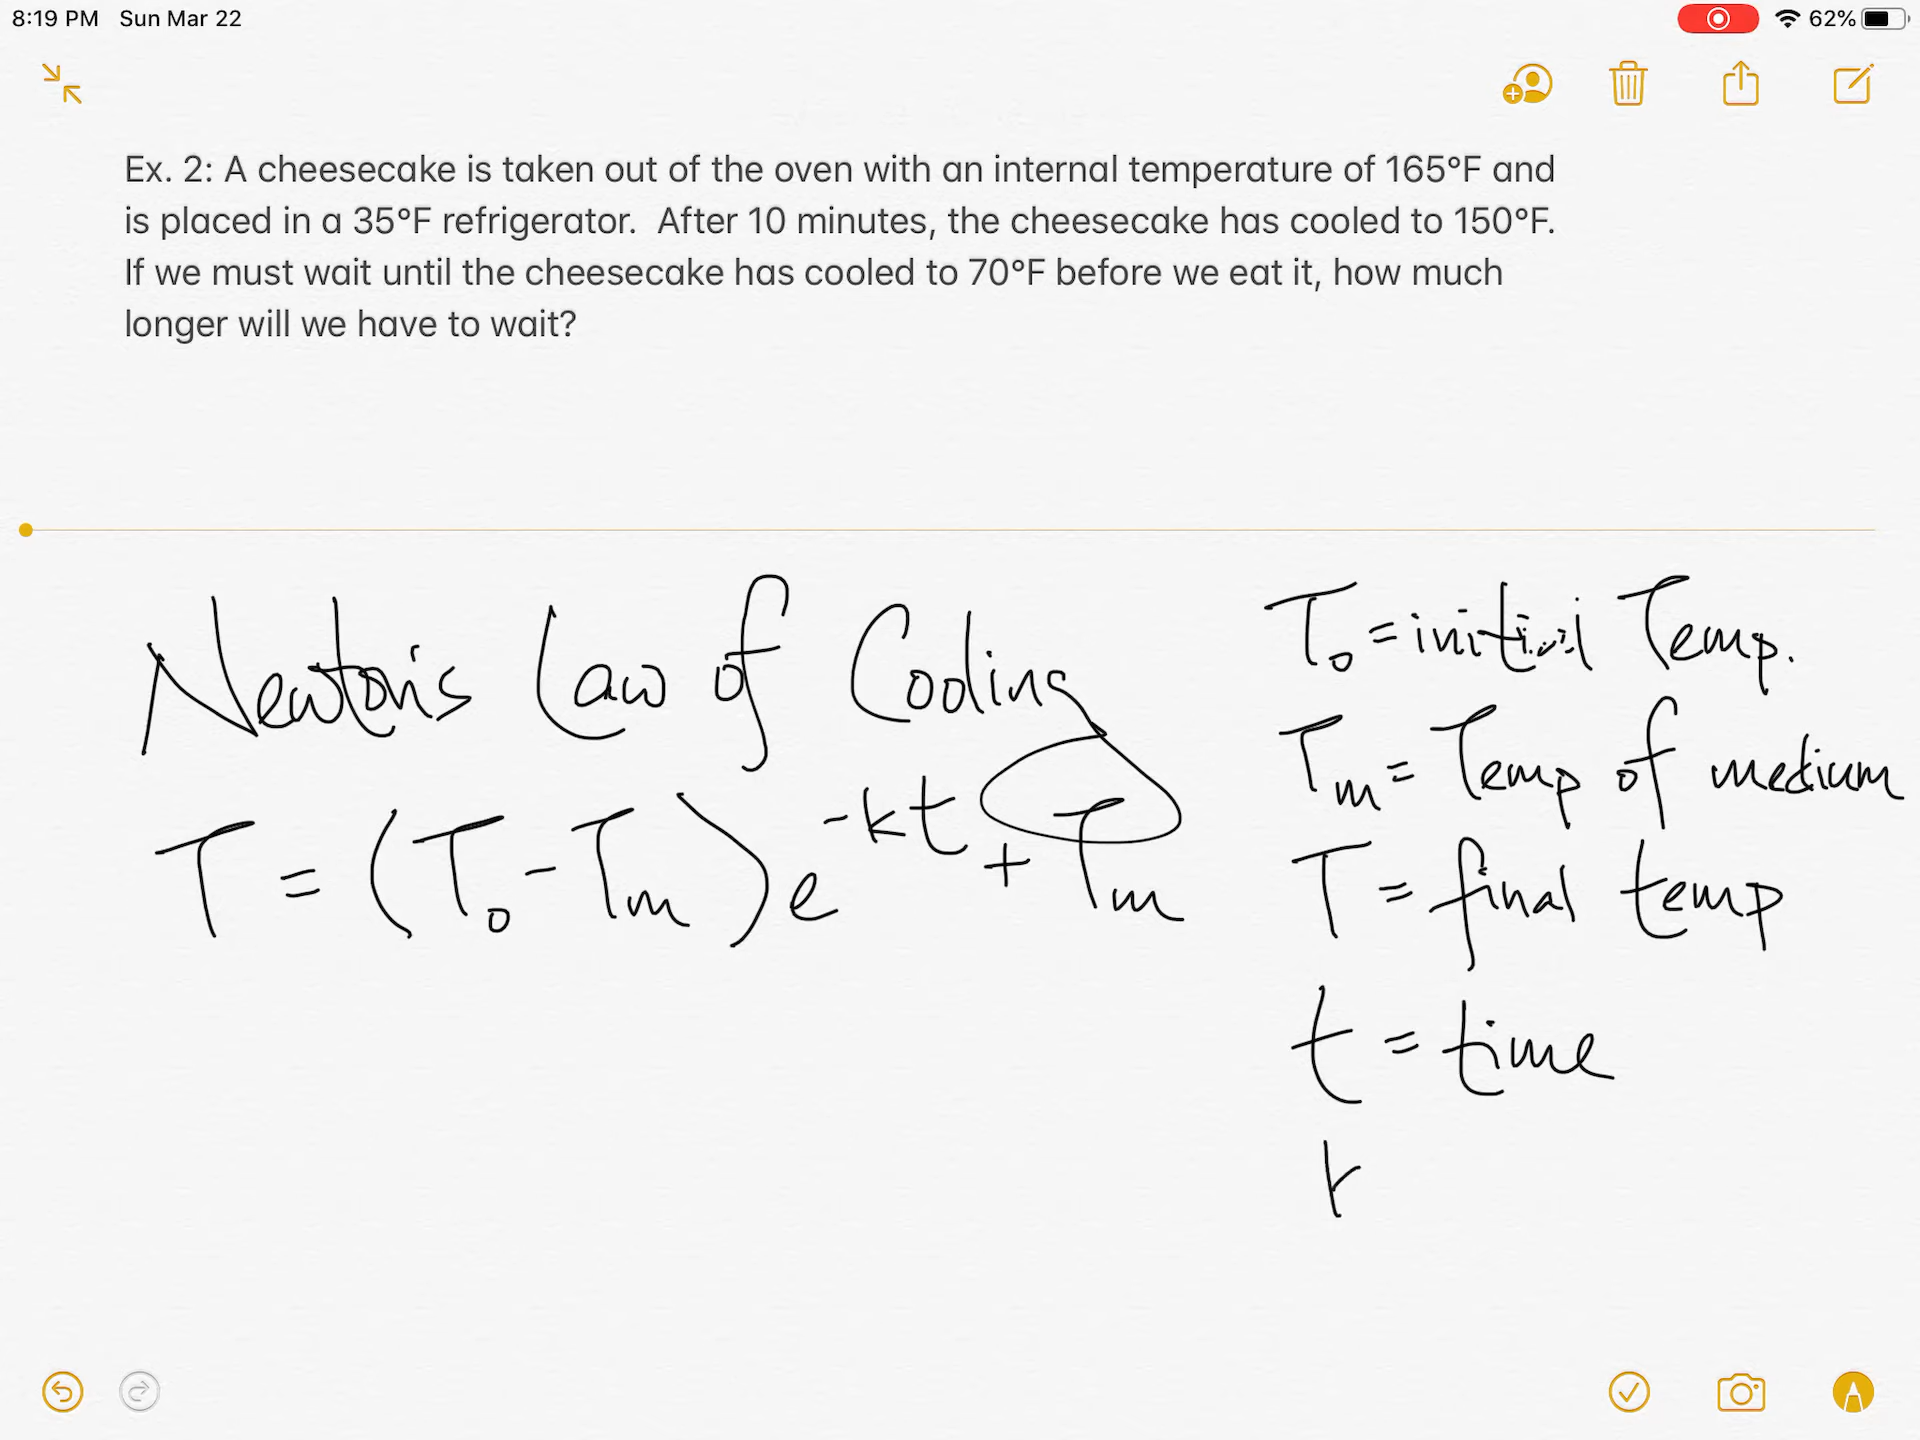 8:19 PM Sun Mar 22 62%
Ex. 2: A cheesecake is taken out of the oven with an internal temperature of 165°F and
is placed in a 35°F refrigerator. After 10 minutes, the cheesecake has cooled to 150°F.
If we must wait until the cheesecake has cooled to 70°F before we eat it, how much
longer will we have to wait?
Newton's Law of Cooling
T = (T₀ - Tₘ)e^-kt + Tₘ
T₀ = initial Temp.
Tₘ = Temp of medium
T = final temp
t = time
k